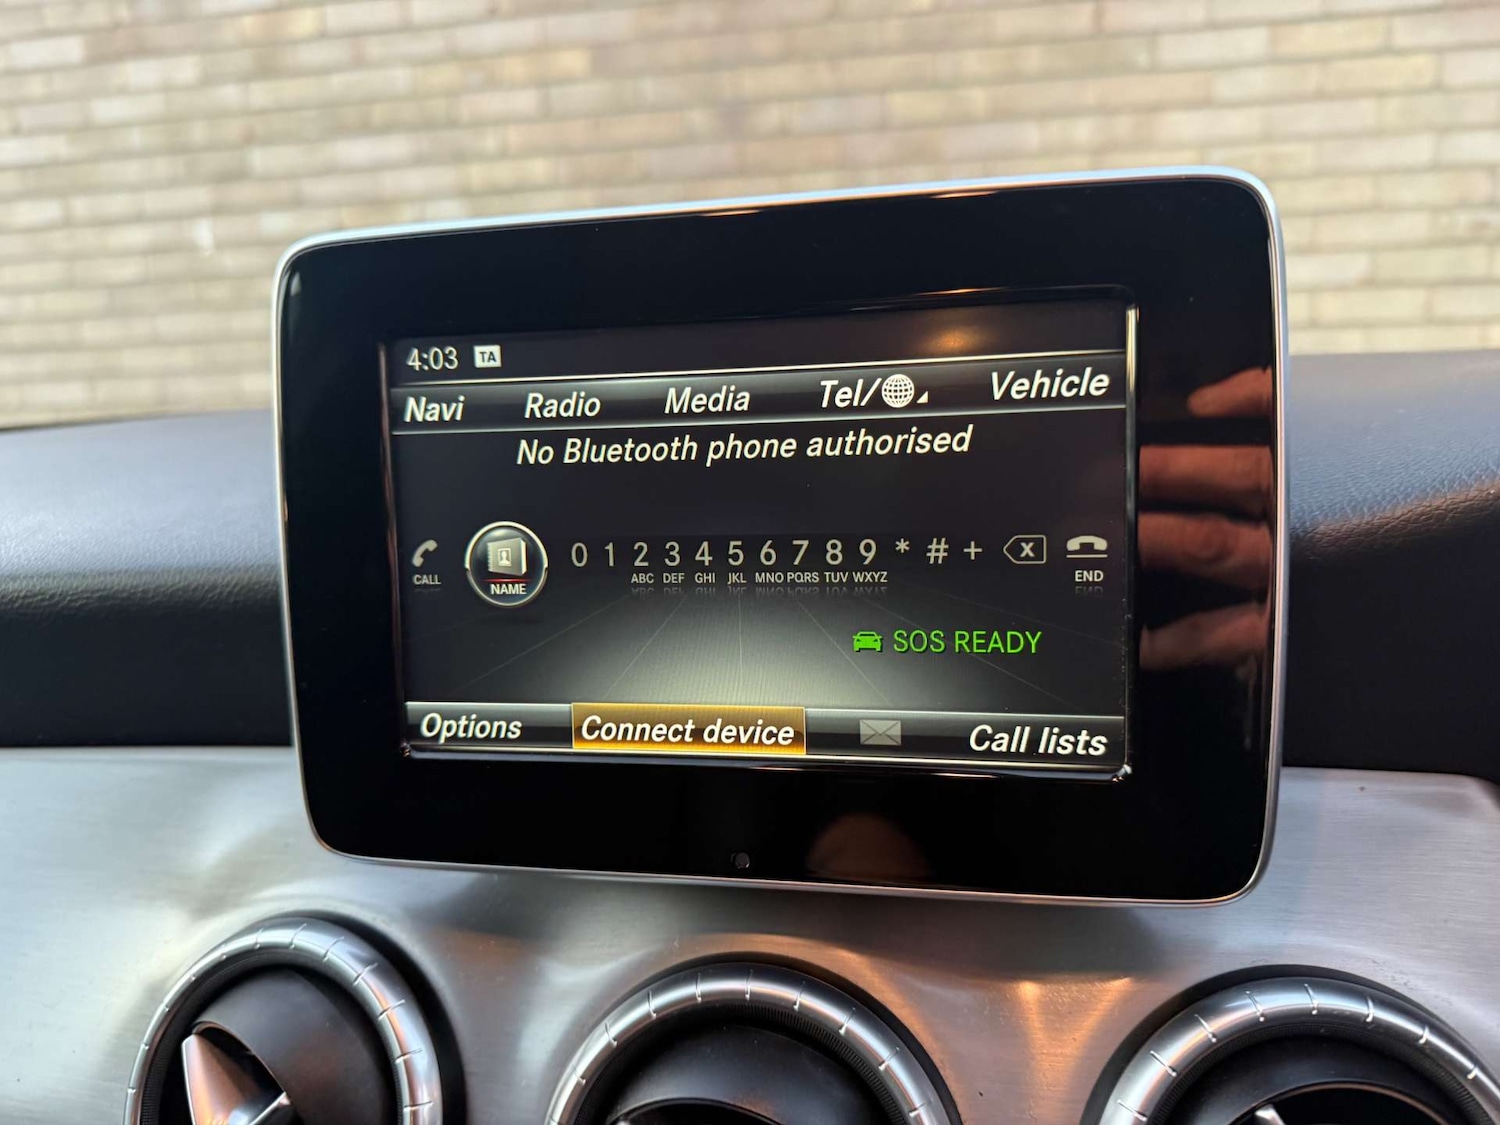 4:03 TA
Navi Radio Media Tel/ Vehicle
No Bluetooth phone authorised
0 1 2 3 4 5 6 7 8 9 * # + X
CALL NAME ABC DEF GHI JKL MNO PQRS TUV WXYZ END
SOS READY
Options Connect device Call lists